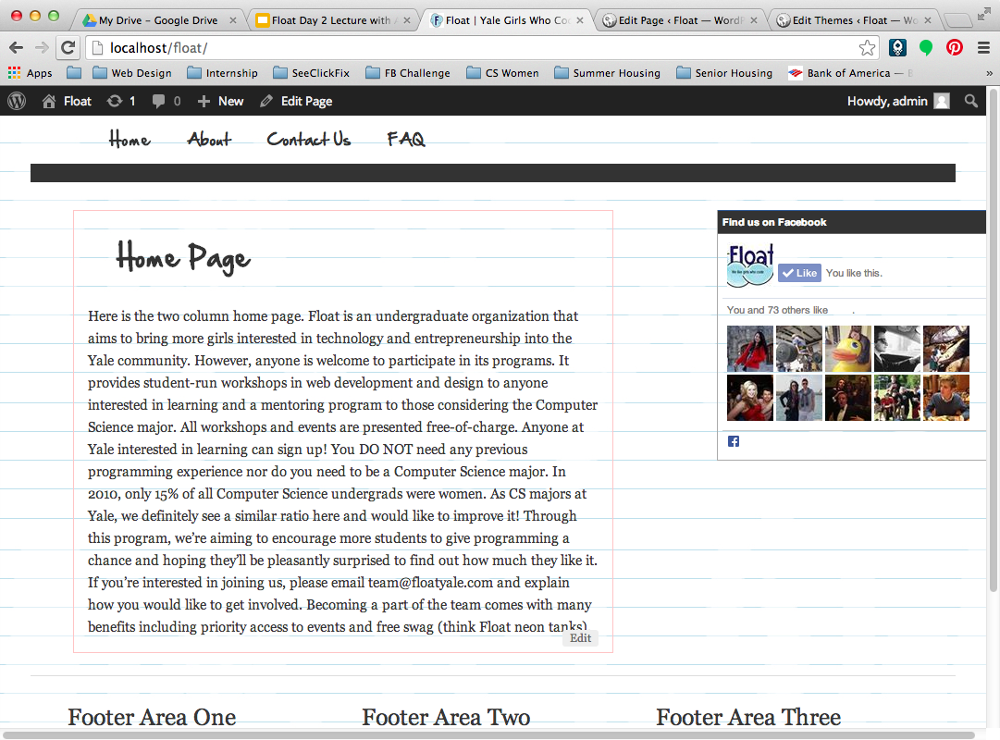 My Drive - Google Drive
Float Day 2 Lecture with
Float | Yale Girls Who Co
Edit Page ‹ Float — WordP
Edit Themes ‹ Float — Wo
localhost/float/
Apps Web Design Internship SeeClickFix FB Challenge CS Women Summer Housing Senior Housing Bank of America — »
Float 1 0 New Edit Page Howdy, admin
Home About Contact Us FAQ
Home Page
Here is the two column home page. Float is an undergraduate organization that
aims to bring more girls interested in technology and entrepreneurship into the
Yale community. However, anyone is welcome to participate in its programs. It
provides student-run workshops in web development and design to anyone
interested in learning and a mentoring program to those considering the Computer
Science major. All workshops and events are presented free-of-charge. Anyone at
Yale interested in learning can sign up! You DO NOT need any previous
programming experience nor do you need to be a Computer Science major. In
2010, only 15% of all Computer Science undergrads were women. As CS majors at
Yale, we definitely see a similar ratio here and would like to improve it! Through
this program, we're aiming to encourage more students to give programming a
chance and hoping they'll be pleasantly surprised to find out how much they like it.
If you're interested in joining us, please email team@floatyale.com and explain
how you would like to get involved. Becoming a part of the team comes with many
benefits including priority access to events and free swag (think Float neon tanks)
Edit
Find us on Facebook
Float
Like You like this.
You and 73 others like .
Footer Area One Footer Area Two Footer Area Three